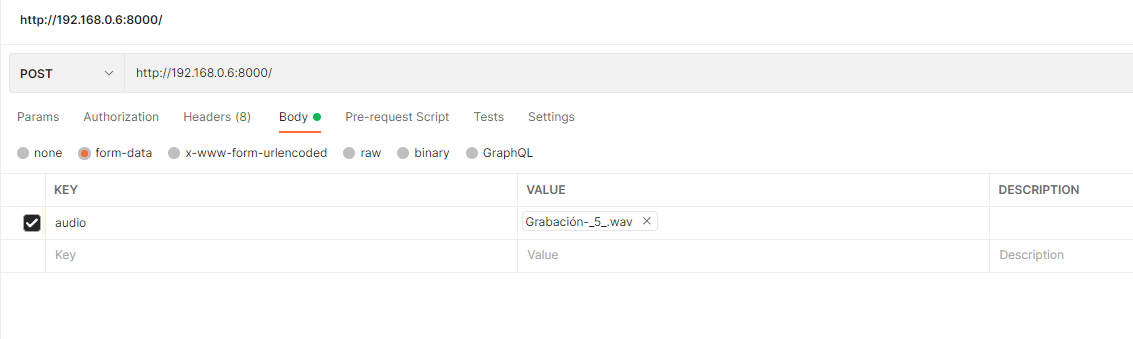 http://192.168.0.6:8000/
POST http://192.168.0.6:8000/
Params Authorization Headers (8) Body Pre-request Script Tests Settings
none form-data x-www-form-urlencoded raw binary GraphQL
KEY VALUE DESCRIPTION
audio Grabación-_5_.wav ×
Key Value Description